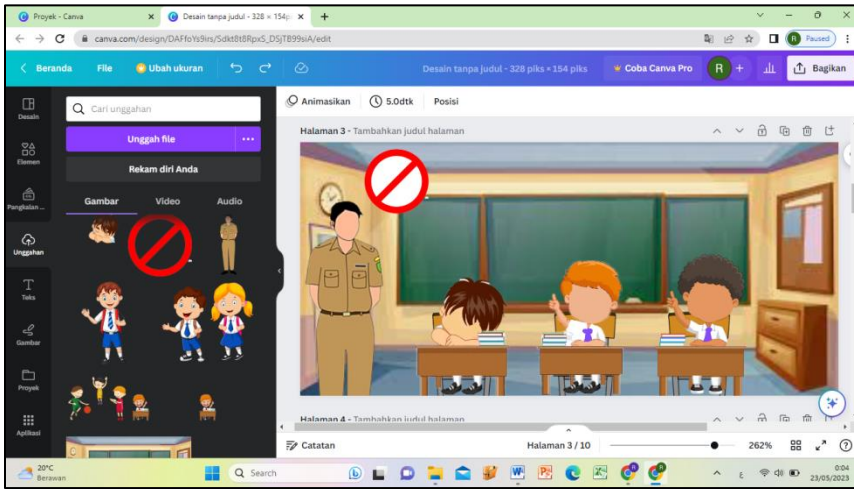 Proyek - Canva
Desain tanpa judul - 328 × 154pi
canva.com/design/DAFfoYs9irs/Sdkt8t8RpxS_DSjTB99siA/edit
R Paused
Beranda File Ubah ukuran
Desain tanpa judul - 328 piks × 154 piks
Coba Canva Pro
R
Bagikan
Desain
Elemen
Pangkalan ...
Unggahan
Teks
Gambar
Proyek
Aplikasi
Cari unggahan
Unggah file
Rekam diri Anda
Gambar Video Audio
Animasikan 5.0dtk Posisi
Halaman 3 - Tambahkan judul halaman
Halaman 4 - Tambahkan judul halaman
Catatan
Halaman 3 / 10
262%
20°C
Berawan
Search
0:04
23/05/2023